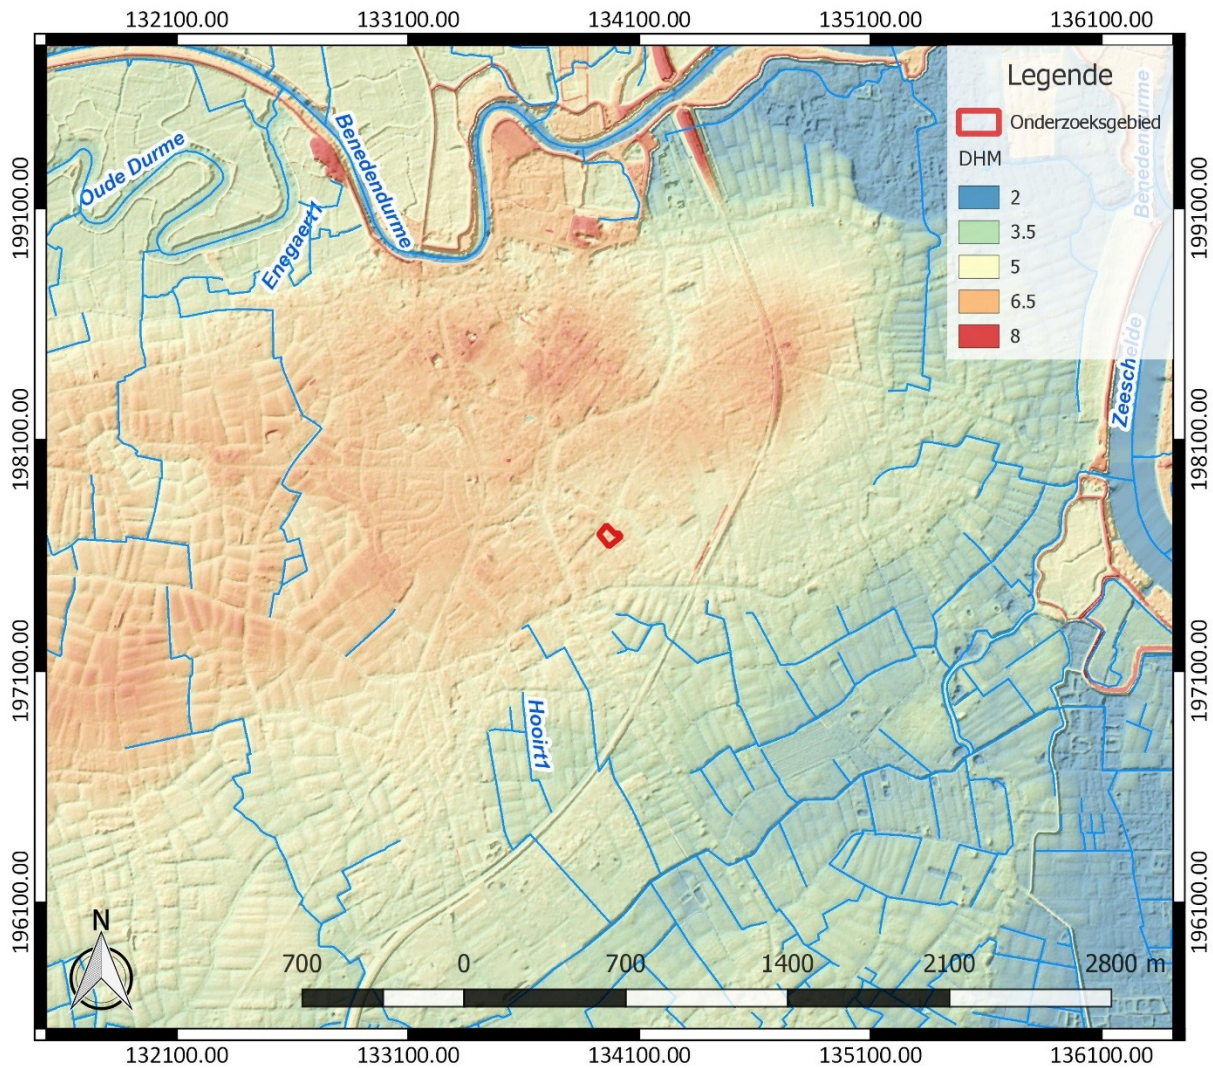 132100.00 133100.00 134100.00 135100.00 136100.00
Legende
Onderzoeksgebied
DHM
2
3.5
5
6.5
8
Oude Durme
Benedendurme
Enegaert1
Benedendurme
Zeeschelde
Hooirt1
199100.00
198100.00
197100.00
196100.00
199100.00
198100.00
197100.00
196100.00
N
700 0 700 1400 2100 2800 m
132100.00 133100.00 134100.00 135100.00 136100.00